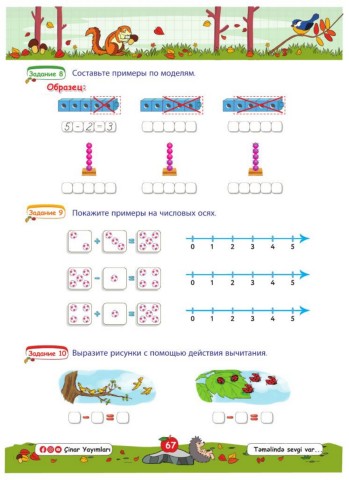 Задание 8 Составьте примеры по моделям.
Образец:
5-2=3
Задание 9 Покажите примеры на числовых осях.
+ =
0 1 2 3 4 5
- =
0 1 2 3 4 5
+ =
0 1 2 3 4 5
Задание 10 Выразите рисунки с помощью действия вычитания.
- = - =
Çinar Yayımları 67 Təməlində sevgi var...